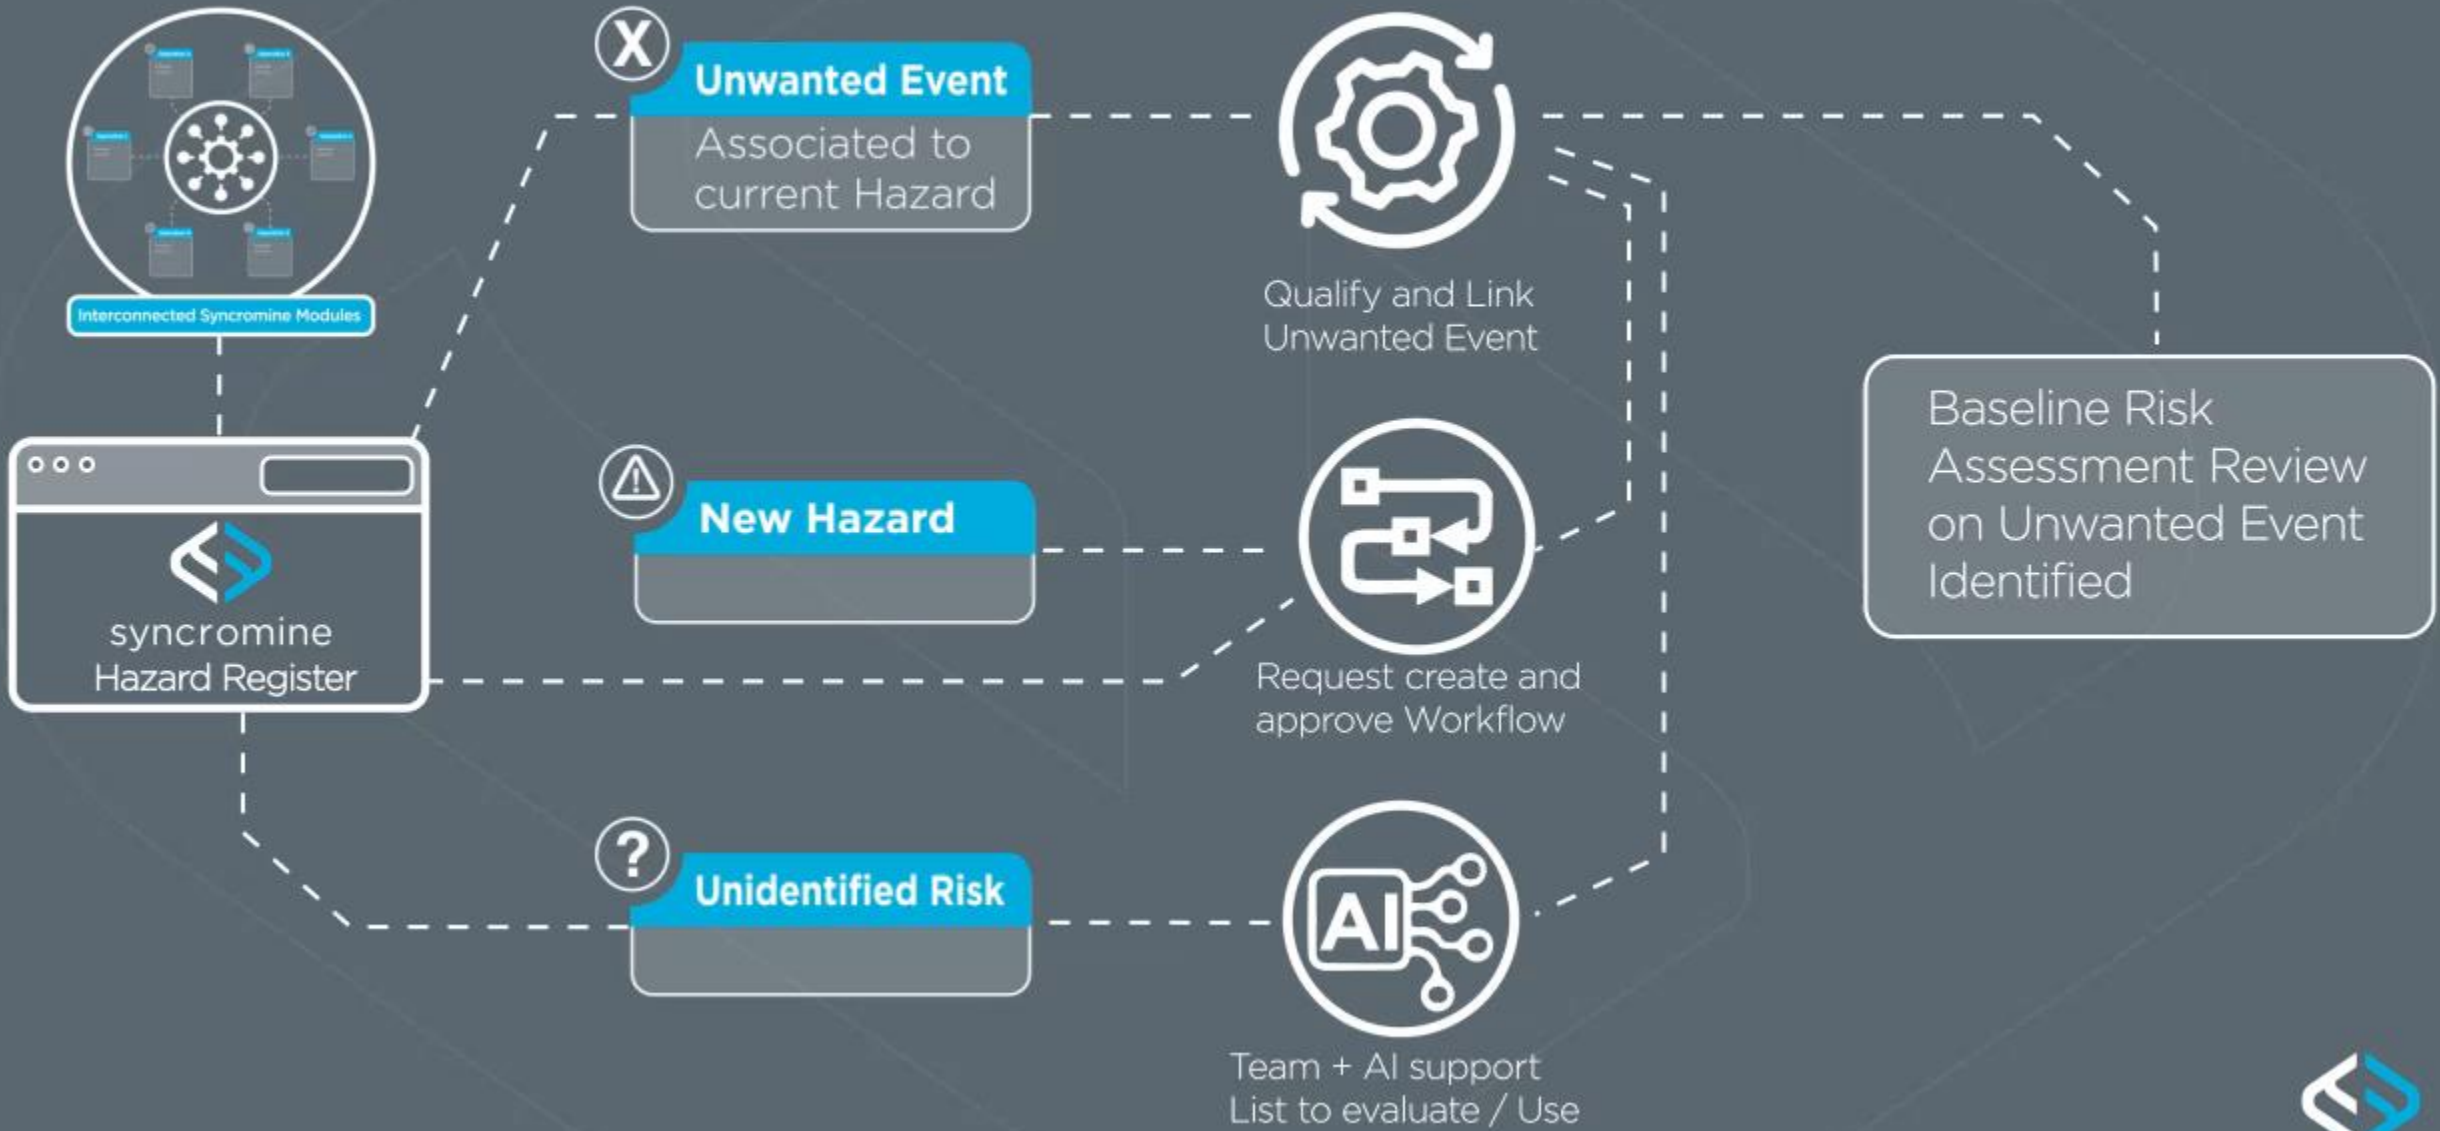 Interconnected Syncromine Modules
syncromine
Hazard Register
X
Unwanted Event
Associated to
current Hazard
New Hazard
?
Unidentified Risk
Qualify and Link
Unwanted Event
Request create and
approve Workflow
AI
Team + AI support
List to evaluate / Use
Baseline Risk
Assessment Review
on Unwanted Event
Identified